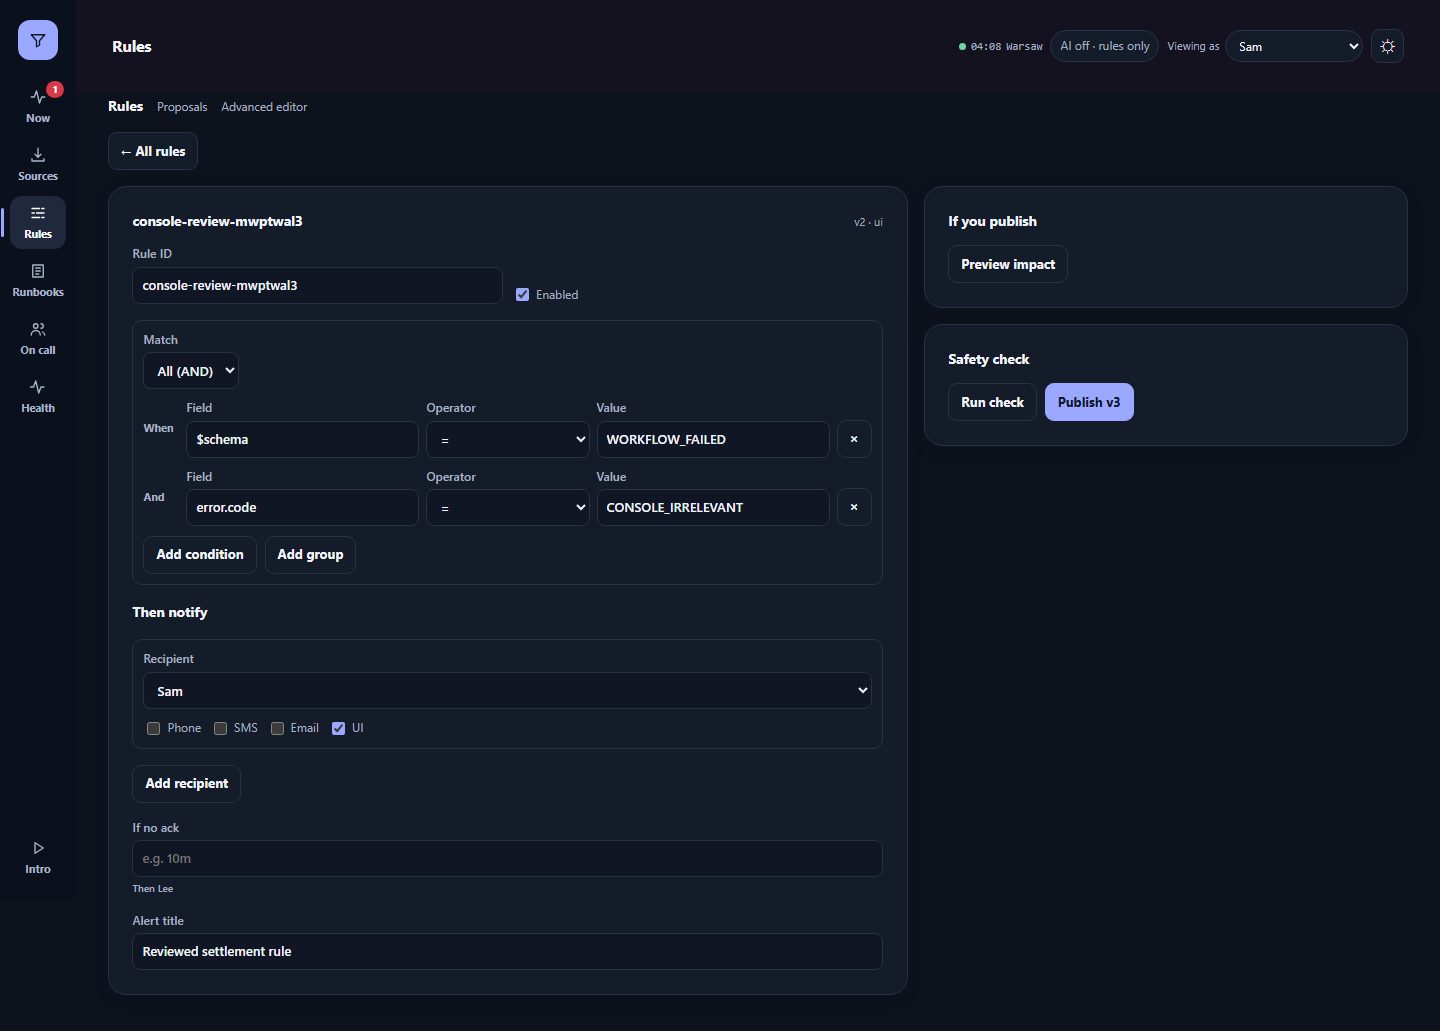 Rules
04:08 Warsaw
AI off · rules only
Viewing as
Sam
1
Now
Sources
Rules
Runbooks
On call
Health
Intro
Rules Proposals Advanced editor
← All rules
console-review-mwptwal3
v2 · ui
Rule ID
console-review-mwptwal3
Enabled
Match
All (AND)
Field Operator Value
When $schema = WORKFLOW_FAILED ×
Field Operator Value
And error.code = CONSOLE_IRRELEVANT ×
Add condition Add group
Then notify
Recipient
Sam
Phone SMS Email UI
Add recipient
If no ack
e.g. 10m
Then Lee
Alert title
Reviewed settlement rule
If you publish
Preview impact
Safety check
Run check Publish v3